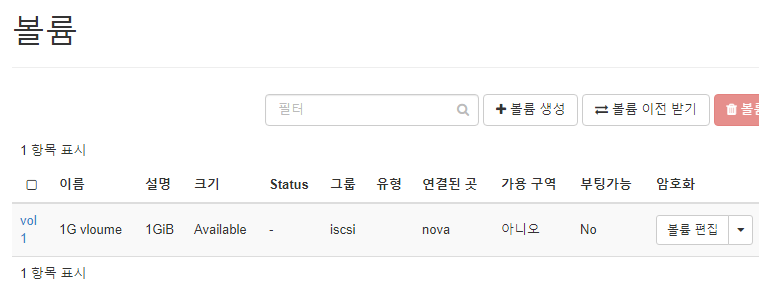 볼륨
필터 볼륨 생성 볼륨 이전 받기
1 항목 표시
이름 설명 크기 Status 그룹 유형 연결된 곳 가용 구역 부팅가능 암호화
vol 1 1G vloume 1GiB Available - iscsi nova 아니오 No 볼륨 편집
1 항목 표시